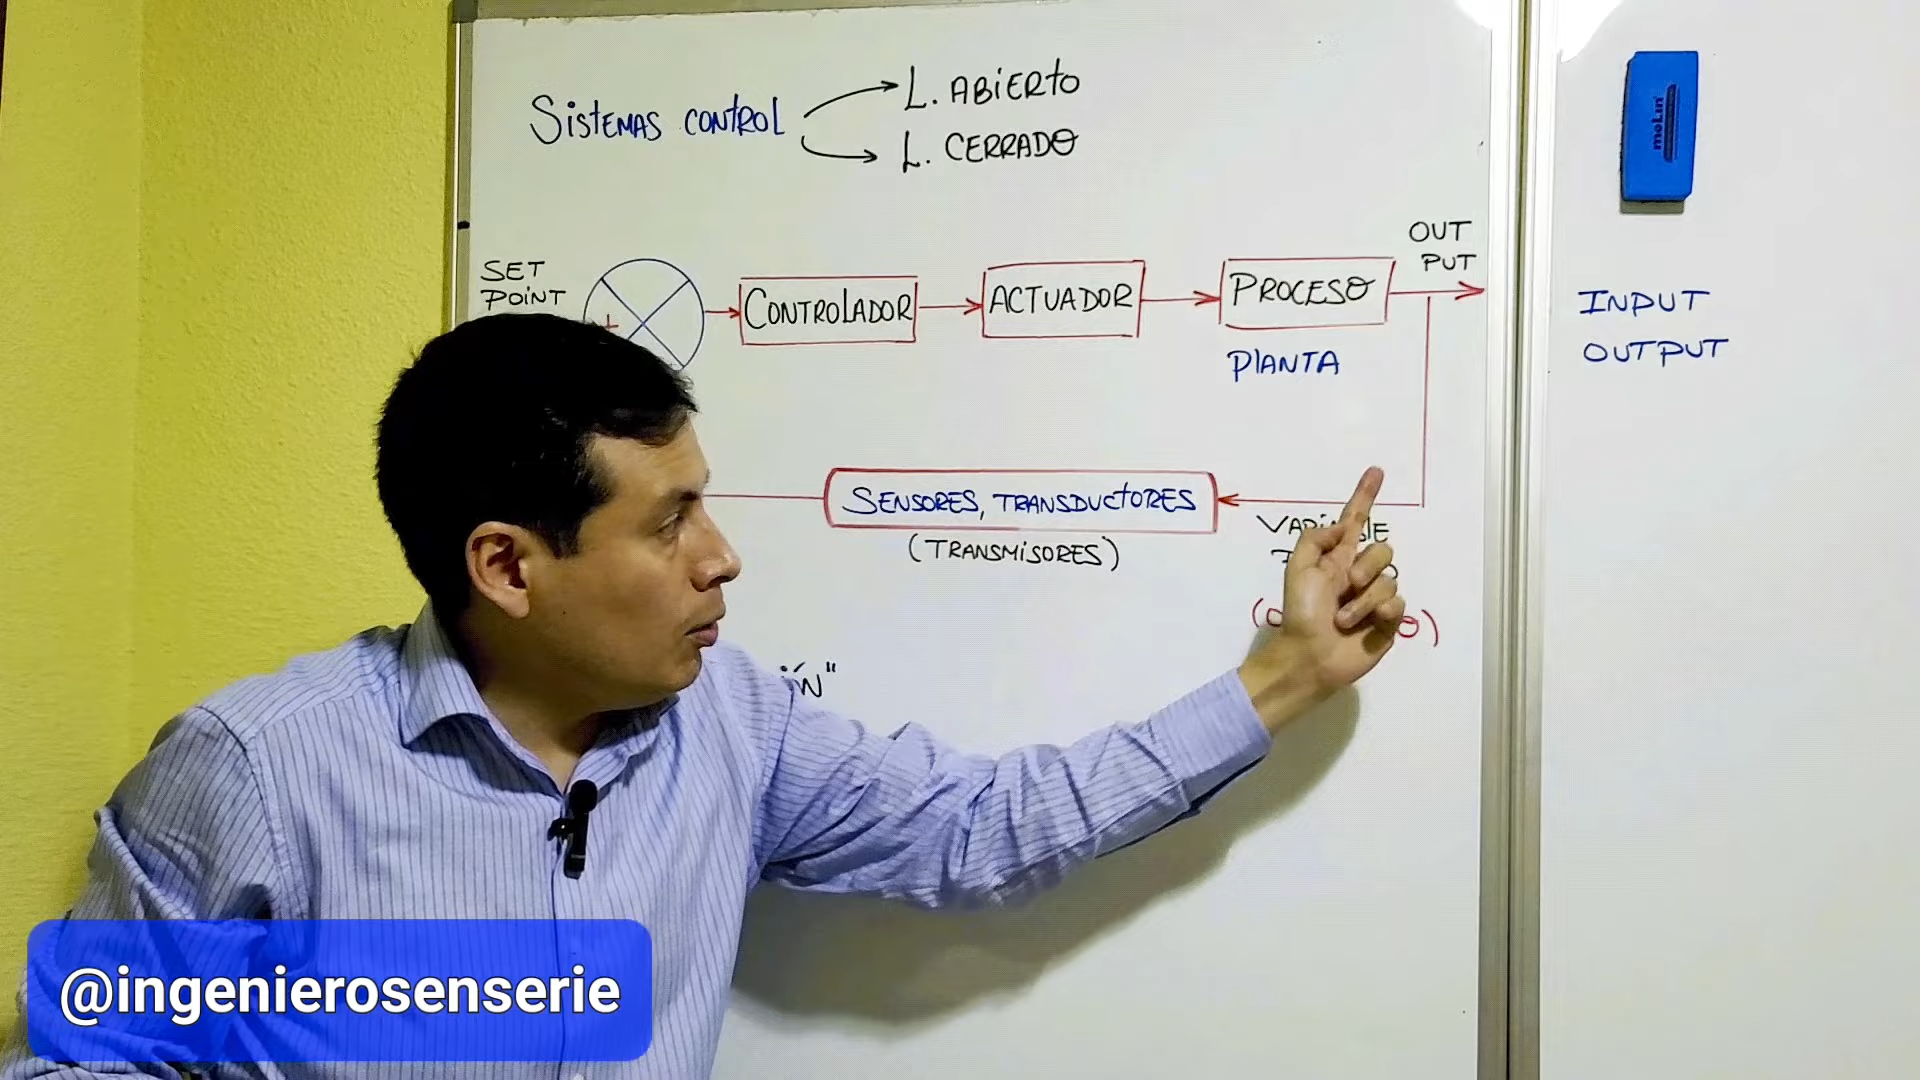 Sistemas control
L. Abierto
L. Cerrado
SET
POINT
+
CONTROLADOR
ACTUADOR
PROCESO
PLANTA
OUT
PUT
INPUT
OUTPUT
moLin
SENSORES, TRANSDUCTORES
(TRANSMISORES)
@ingenierosenserie